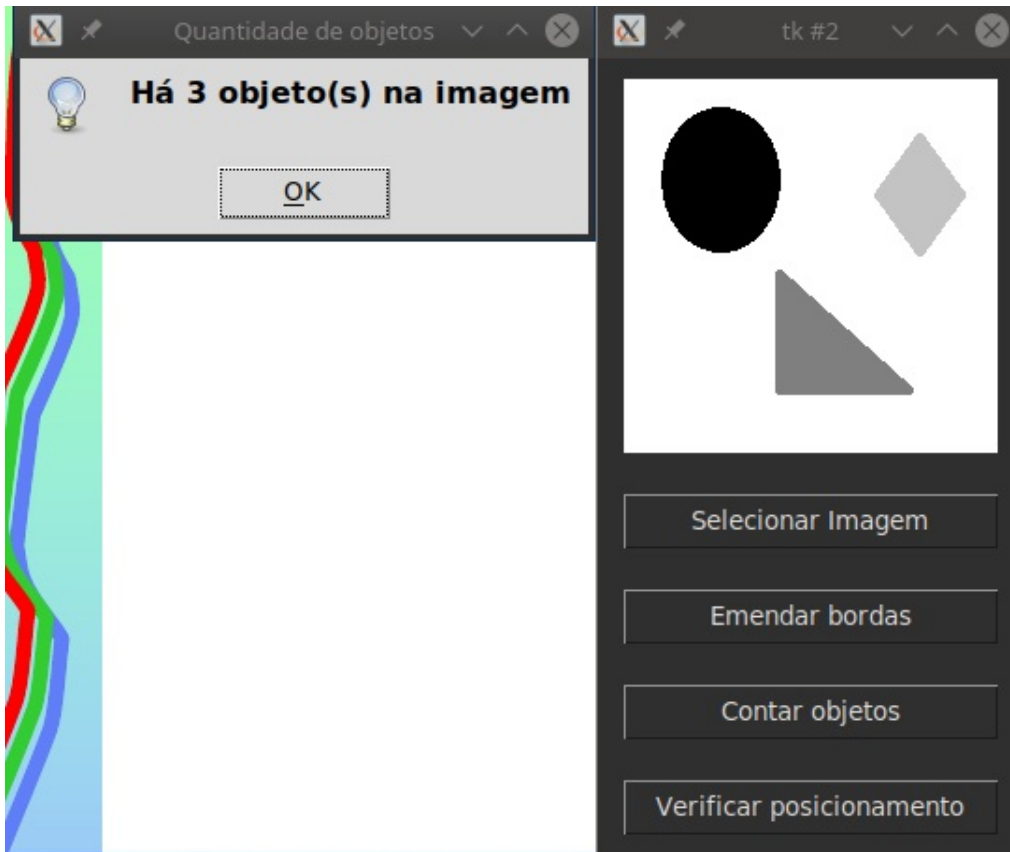 Quantidade de objetos
Há 3 objeto(s) na imagem
OK
tk #2
Selecionar Imagem
Emendar bordas
Contar objetos
Verificar posicionamento